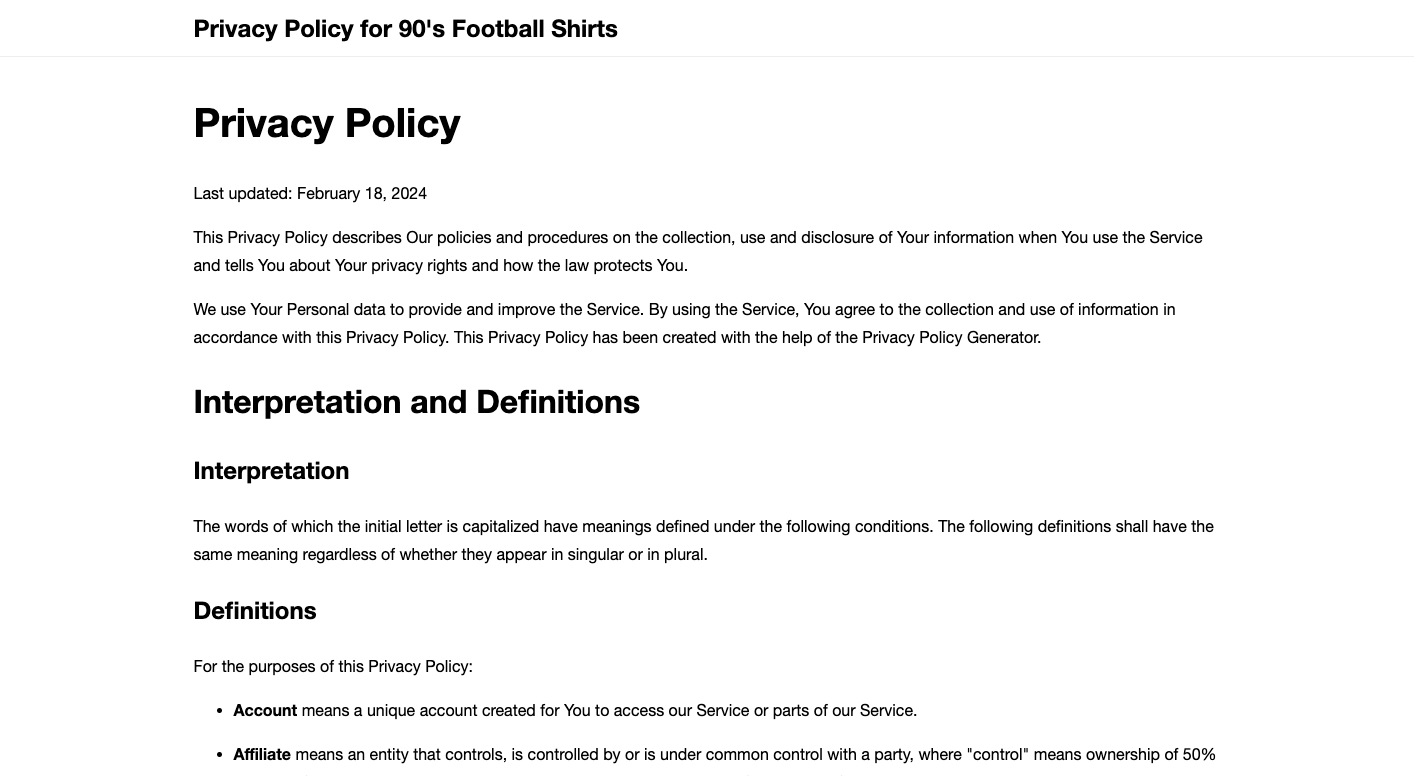 Privacy Policy for 90's Football Shirts
Privacy Policy
Last updated: February 18, 2024
This Privacy Policy describes Our policies and procedures on the collection, use and disclosure of Your information when You use the Service
and tells You about Your privacy rights and how the law protects You.
We use Your Personal data to provide and improve the Service. By using the Service, You agree to the collection and use of information in
accordance with this Privacy Policy. This Privacy Policy has been created with the help of the Privacy Policy Generator.
Interpretation and Definitions
Interpretation
The words of which the initial letter is capitalized have meanings defined under the following conditions. The following definitions shall have the
same meaning regardless of whether they appear in singular or in plural.
Definitions
For the purposes of this Privacy Policy:
• Account means a unique account created for You to access our Service or parts of our Service.
• Affiliate means an entity that controls, is controlled by or is under common control with a party, where "control" means ownership of 50%